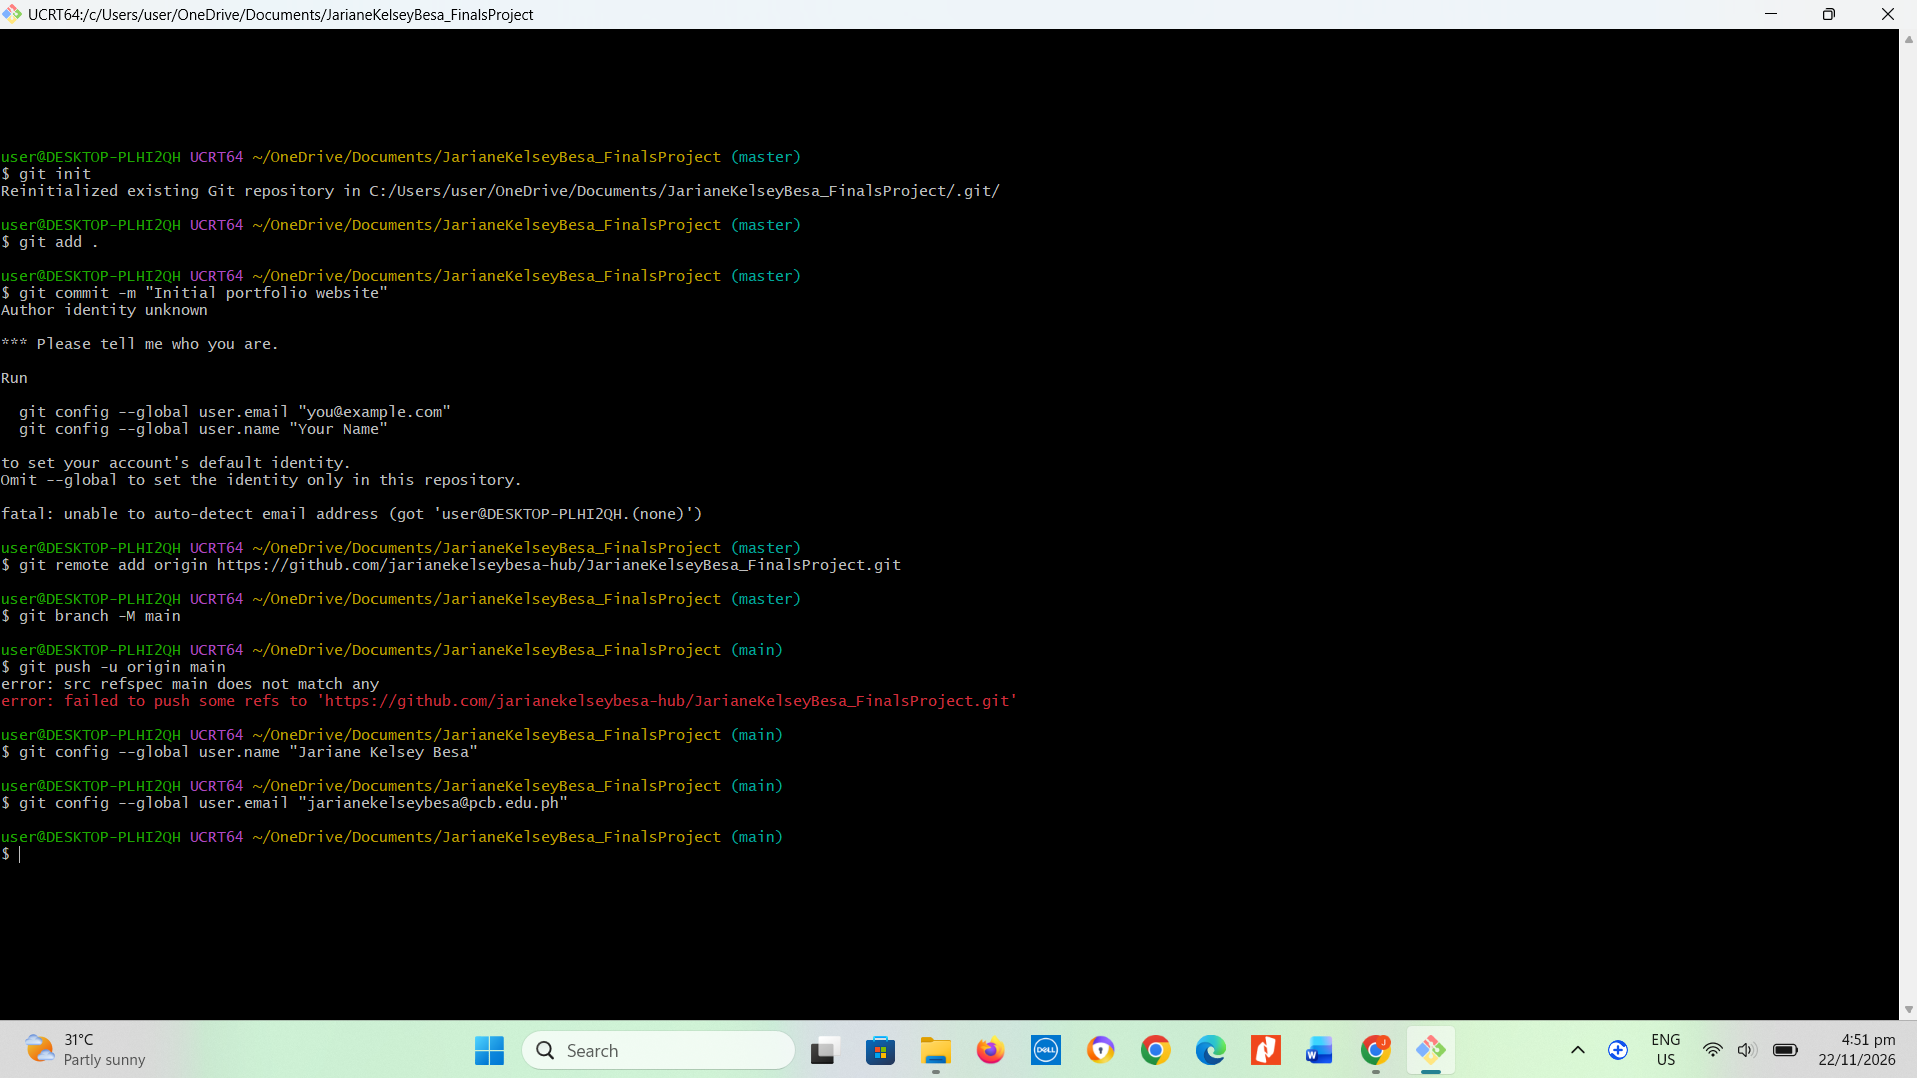 UCRT64:/c/Users/user/OneDrive/Documents/JarianeKelseyBesa_FinalsProject
user@DESKTOP-PLHI2QH UCRT64 ~/OneDrive/Documents/JarianeKelseyBesa_FinalsProject (master)
$ git init
Reinitialized existing Git repository in C:/Users/user/OneDrive/Documents/JarianeKelseyBesa_FinalsProject/.git/
user@DESKTOP-PLHI2QH UCRT64 ~/OneDrive/Documents/JarianeKelseyBesa_FinalsProject (master)
$ git add .
user@DESKTOP-PLHI2QH UCRT64 ~/OneDrive/Documents/JarianeKelseyBesa_FinalsProject (master)
$ git commit -m "Initial portfolio website"
Author identity unknown
*** Please tell me who you are.
Run
git config --global user.email "you@example.com"
git config --global user.name "Your Name"
to set your account's default identity.
Omit --global to set the identity only in this repository.
fatal: unable to auto-detect email address (got 'user@DESKTOP-PLHI2QH.(none)')
user@DESKTOP-PLHI2QH UCRT64 ~/OneDrive/Documents/JarianeKelseyBesa_FinalsProject (master)
$ git remote add origin https://github.com/jarianekelseybesa-hub/JarianeKelseyBesa_FinalsProject.git
user@DESKTOP-PLHI2QH UCRT64 ~/OneDrive/Documents/JarianeKelseyBesa_FinalsProject (master)
$ git branch -M main
user@DESKTOP-PLHI2QH UCRT64 ~/OneDrive/Documents/JarianeKelseyBesa_FinalsProject (main)
$ git push -u origin main
error: src refspec main does not match any
error: failed to push some refs to 'https://github.com/jarianekelseybesa-hub/JarianeKelseyBesa_FinalsProject.git'
user@DESKTOP-PLHI2QH UCRT64 ~/OneDrive/Documents/JarianeKelseyBesa_FinalsProject (main)
$ git config --global user.name "Jariane Kelsey Besa"
user@DESKTOP-PLHI2QH UCRT64 ~/OneDrive/Documents/JarianeKelseyBesa_FinalsProject (main)
$ git config --global user.email "jarianekelseybesa@pcb.edu.ph"
user@DESKTOP-PLHI2QH UCRT64 ~/OneDrive/Documents/JarianeKelseyBesa_FinalsProject (main)
$
31°C
Partly sunny
Search
DELL
W
J
ENG
US
4:51 pm
22/11/2026